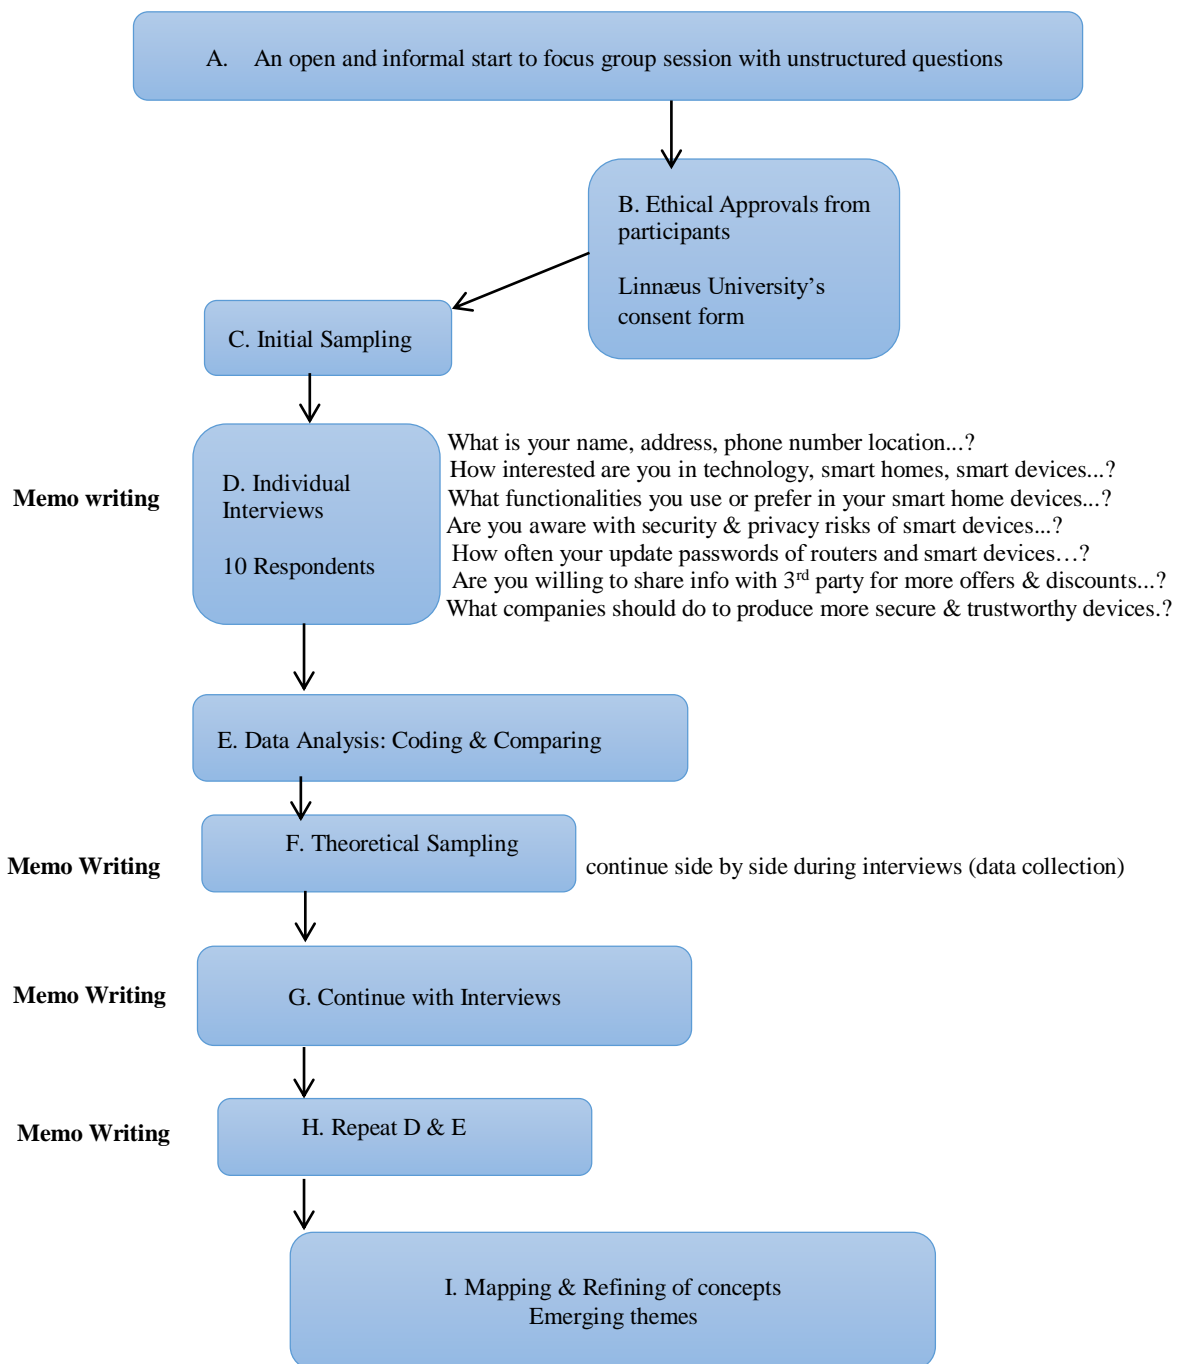 A. An open and informal start to focus group session with unstructured questions
B. Ethical Approvals from
participants
Linnæus University's
consent form
C. Initial Sampling
Memo writing
D. Individual
Interviews
10 Respondents
What is your name, address, phone number location...?
How interested are you in technology, smart homes, smart devices...?
What functionalities you use or prefer in your smart home devices...?
Are you aware with security & privacy risks of smart devices...?
How often your update passwords of routers and smart devices…?
Are you willing to share info with 3rd party for more offers & discounts...?
What companies should do to produce more secure & trustworthy devices.?
E. Data Analysis: Coding & Comparing
Memo Writing
F. Theoretical Sampling
continue side by side during interviews (data collection)
Memo Writing
G. Continue with Interviews
Memo Writing
H. Repeat D & E
I. Mapping & Refining of concepts
Emerging themes